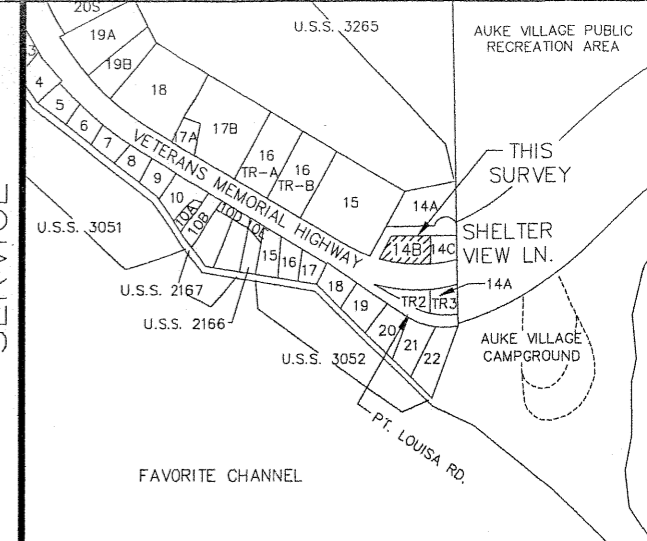 20S
U.S.S. 3265
AUKE VILLAGE PUBLIC
RECREATION AREA
19A
19B
3
4
18
5
6
7
8
9
10
17A
17B
16
TR-A
16
TR-B
15
VETERANS MEMORIAL HIGHWAY
THIS
SURVEY
14A
14B
14C
SHELTER
VIEW LN.
14A
10A
10B
10D
U.S.S. 3051
15
16
17
18
19
20
21
22
TR2
TR3
U.S.S. 2167
U.S.S. 2166
U.S.S. 3052
AUKE VILLAGE
CAMPGROUND
PT. LOUISA RD.
FAVORITE CHANNEL